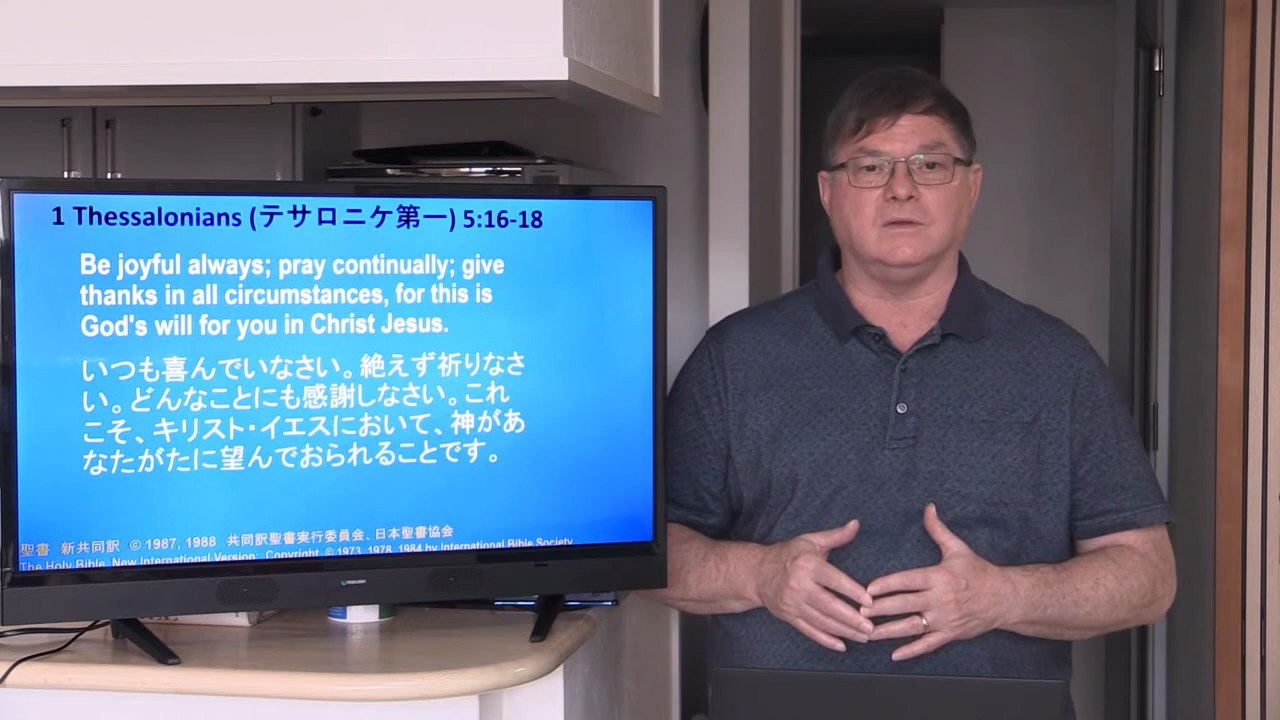 1 Thessalonians (テサロニケ第一) 5:16-18
Be joyful always; pray continually; give
thanks in all circumstances, for this is
God's will for you in Christ Jesus.
いつも喜んでいなさい。絶えず祈りなさ
い。どんなことにも感謝しなさい。これ
こそ、キリスト・イエスにおいて、神があ
なたがたに望んでおられることです。
聖書 新共同訳 © 1987, 1988 共同訳聖書実行委員会、日本聖書協会
The Holy Bible, New International Version; Copyright © 1973, 1978, 1984 by International Bible Society